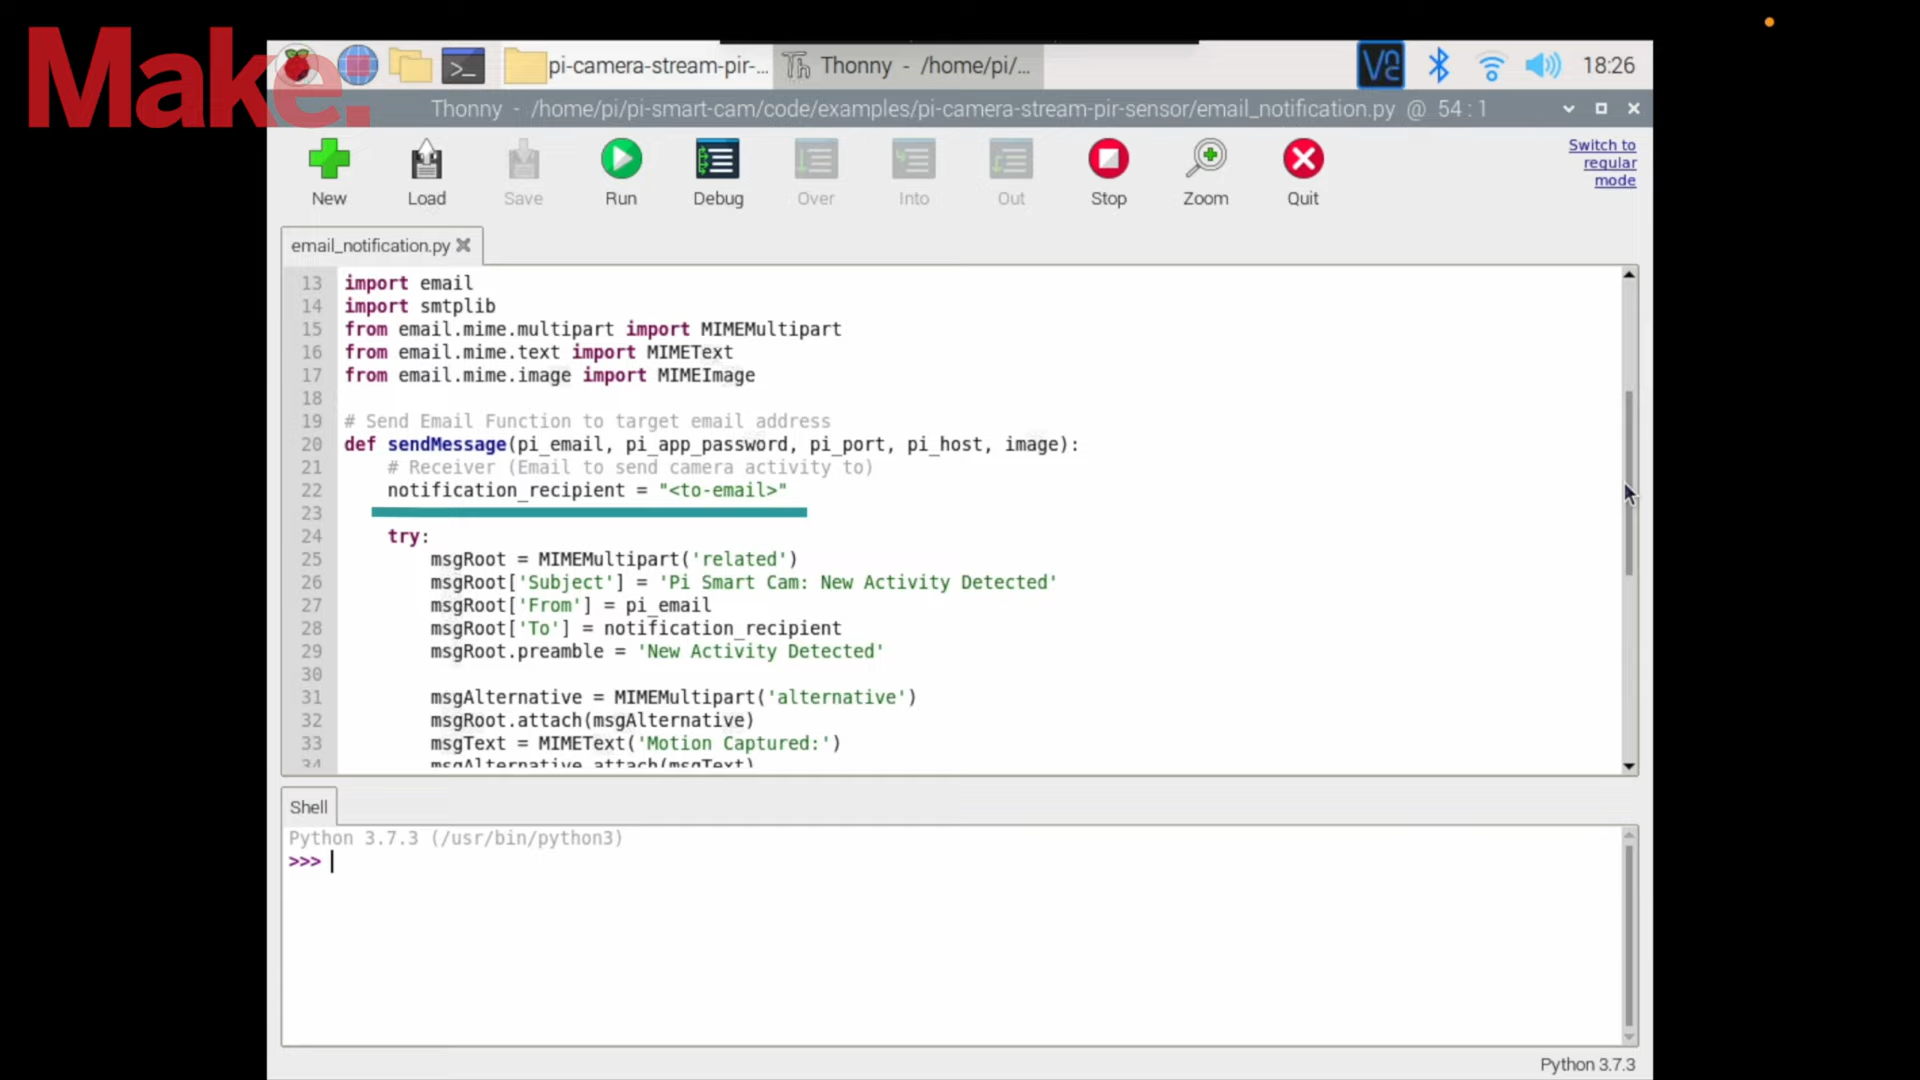 Make.
pi-camera-stream-pir-...
Thonny - /home/pi/...
18:26
Thonny - /home/pi/pi-smart-cam/code/examples/pi-camera-stream-pir-sensor/email_notification.py @ 54 : 1
New
Load
Save
Run
Debug
Over
Into
Out
Stop
Zoom
Quit
Switch to
regular
mode
email_notification.py
13 import email
14 import smtplib
15 from email.mime.multipart import MIMEMultipart
16 from email.mime.text import MIMEText
17 from email.mime.image import MIMEImage
18
19 # Send Email Function to target email address
20 def sendMessage(pi_email, pi_app_password, pi_port, pi_host, image):
21 # Receiver (Email to send camera activity to)
22 notification_recipient = "<to-email>"
23
24 try:
25 msgRoot = MIMEMultipart('related')
26 msgRoot['Subject'] = 'Pi Smart Cam: New Activity Detected'
27 msgRoot['From'] = pi_email
28 msgRoot['To'] = notification_recipient
29 msgRoot.preamble = 'New Activity Detected'
30
31 msgAlternative = MIMEMultipart('alternative')
32 msgRoot.attach(msgAlternative)
33 msgText = MIMEText('Motion Captured:')
34 msgAlternative.attach(msgText)
Shell
Python 3.7.3 (/usr/bin/python3)
>>>
Python 3.7.3